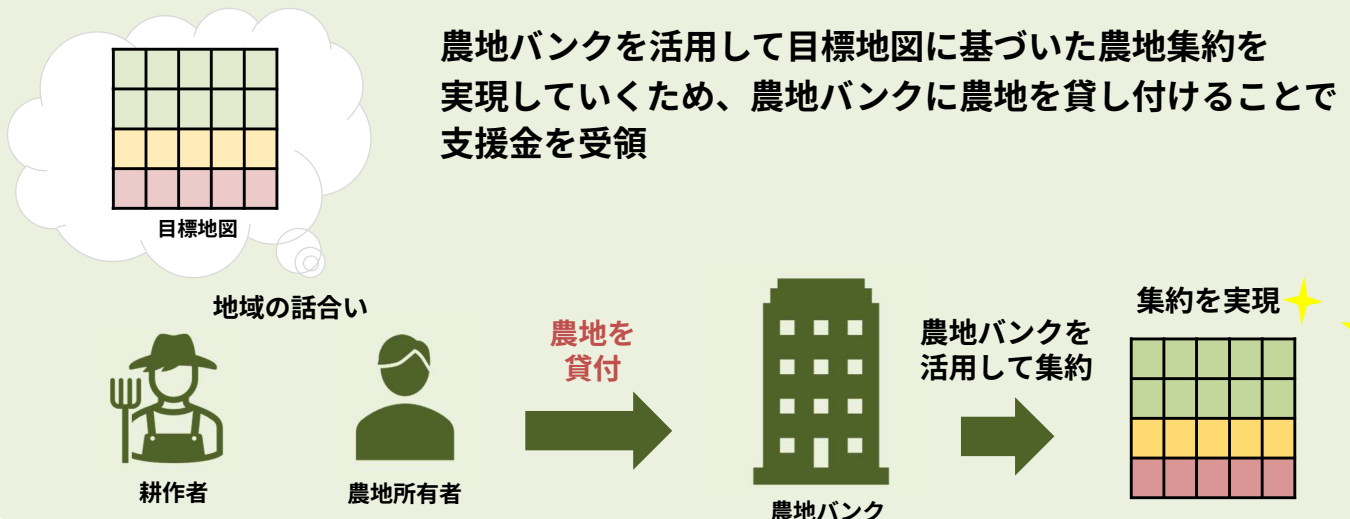 農地バンクを活用して目標地図に基づいた農地集約を
実現していくため、農地バンクに農地を貸し付けることで
支援金を受領
目標地図
地域の話合い
耕作者
農地所有者
農地を
貸付
農地バンク
農地バンクを
活用して集約
集約を実現